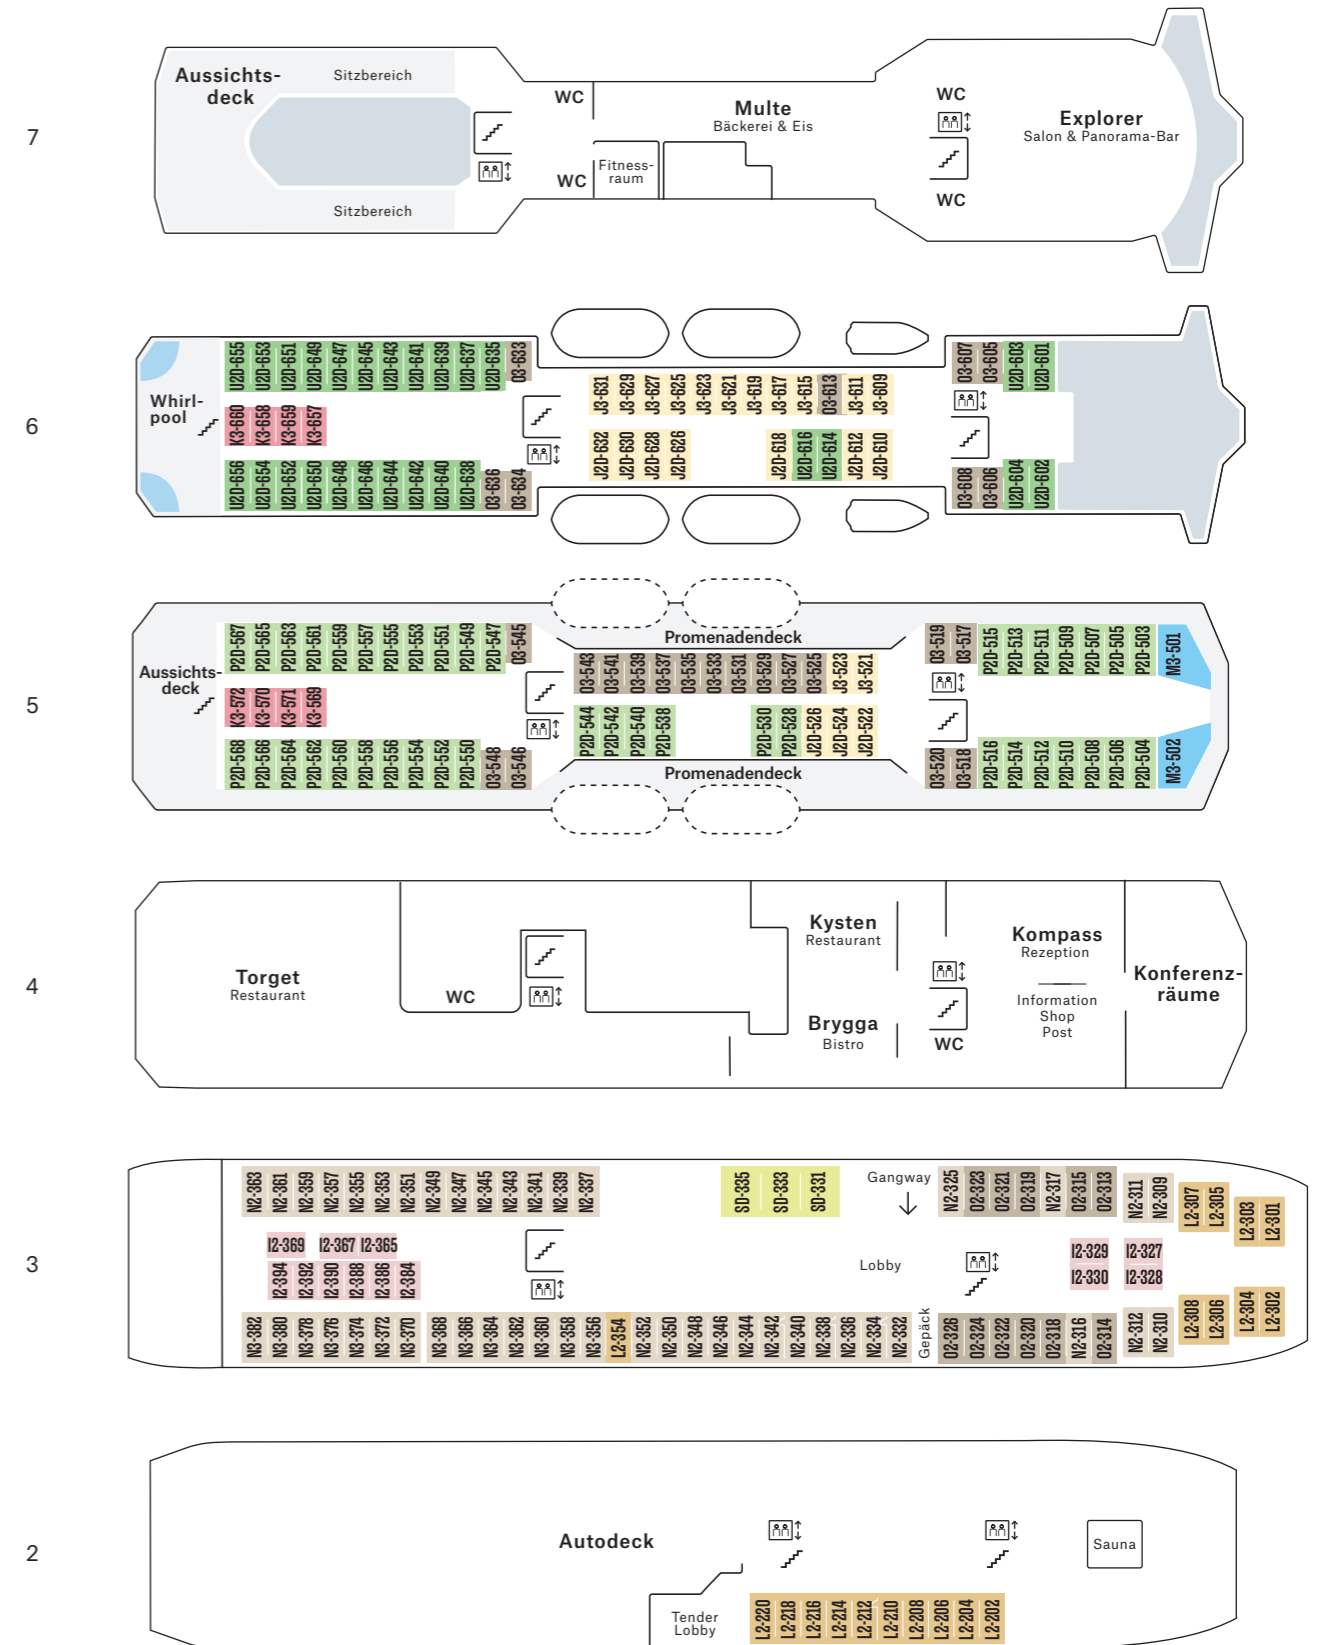 7
Aussichts-
deck
Sitzbereich
Sitzbereich
WC
WC
Fitness-
raum
Multe
Bäckerei & Eis
WC
WC
Explorer
Salon & Panorama-Bar
6
Whirl-
pool
U2D-655 U2D-653 U2D-651 U2D-649 U2D-647 U2D-645 U2D-643 U2D-641 U2D-639 U2D-637 U2D-635 O3-633
K3-660 K3-658 K3-659 K3-657
U2D-656 U2D-654 U2D-652 U2D-650 U2D-648 U2D-646 U2D-644 U2D-642 U2D-640 U2D-638 O3-636 O3-634
J3-631 J3-629 J3-627 J3-625 J3-623 J3-621 J3-619 J3-617 J3-615 O3-613 J3-611 J3-609
J2D-632 J2D-630 J2D-628 J2D-626 J2D-618 U2D-616 U2D-614 J2D-612 J2D-610
O3-607 O3-605 U2D-603 U2D-601
O3-608 O3-606 U2D-604 U2D-602
5
Aussichts-
deck
P2D-567 P2D-565 P2D-563 P2D-561 P2D-559 P2D-557 P2D-555 P2D-553 P2D-551 P2D-549 P2D-547 O3-545
K3-572 K3-570 K3-571 K3-569
P2D-568 P2D-566 P2D-564 P2D-562 P2D-560 P2D-558 P2D-556 P2D-554 P2D-552 P2D-550 O3-548 O3-546
Promenadendeck
O3-543 O3-541 O3-539 O3-537 O3-535 O3-533 O3-531 O3-529 O3-527 O3-525 J3-523 J3-521
P2D-544 P2D-542 P2D-540 P2D-538 P2D-530 P2D-528 J2D-526 J2D-524 J2D-522
Promenadendeck
O3-519 O3-517 P2D-515 P2D-513 P2D-511 P2D-509 P2D-507 P2D-505 P2D-503 M3-501
O3-520 O3-518 P2D-516 P2D-514 P2D-512 P2D-510 P2D-508 P2D-506 P2D-504 M3-502
4
Torget
Restaurant
WC
Kysten
Restaurant
Brygga
Bistro
WC
Kompass
Rezeption
Information
Shop
Post
Konferenz-
räume
3
N2-363 N2-361 N2-359 N2-357 N2-355 N2-353 N2-351 N2-349 N2-347 N2-345 N2-343 N2-341 N2-339 N2-337
SD-335 SD-333 SD-331
Gangway
N2-325 O2-323 O2-321 O2-319 N2-317 O2-315 O2-313 N2-311 N2-309 L2-307 L2-305 L2-303 L2-301
I2-369 I2-367 I2-365
I2-394 I2-392 I2-390 I2-388 I2-386 I2-384
Lobby
I2-329 I2-327
I2-330 I2-328
N3-382 N3-380 N3-378 N3-376 N3-374 N3-372 N3-370 N3-368 N3-366 N3-364 N3-362 N3-360 N3-358 N3-356 L2-354 N2-352 N2-350 N2-348 N2-346 N2-344 N2-342 N2-340 N2-338 N2-336 N2-334 N2-332
Gepäck
O2-326 O2-324 O2-322 O2-320 O2-318 N2-316 O2-314 N2-312 N2-310 L2-308 L2-306 L2-304 L2-302
2
Autodeck
Sauna
Tender
Lobby
L2-220 L2-218 L2-216 L2-214 L2-212 L2-210 L2-208 L2-206 L2-204 L2-202